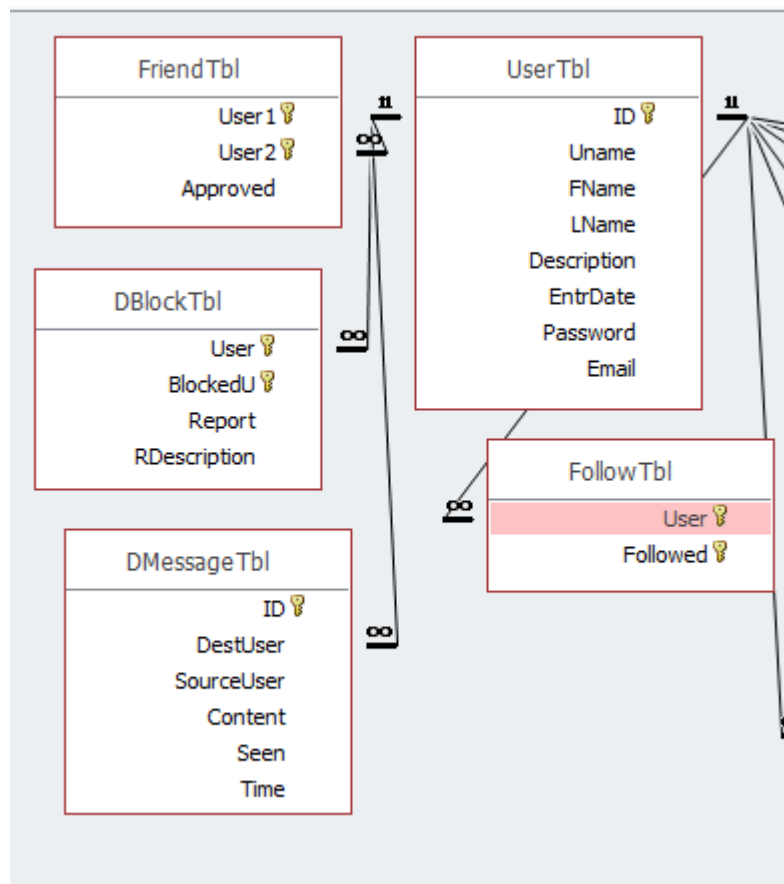 FriendTbl
User1
User2
Approved
UserTbl
ID
Uname
FName
LName
Description
EntrDate
Password
Email
DBlockTbl
User
BlockedU
Report
RDescription
FollowTbl
User
Followed
DMessageTbl
ID
DestUser
SourceUser
Content
Seen
Time